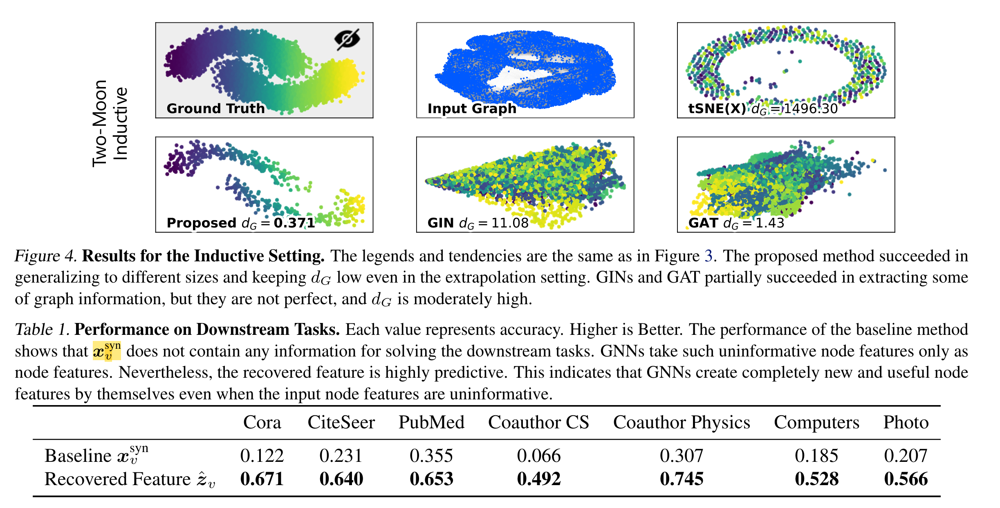 Two-Moon
Inductive
Ground Truth
Input Graph
tSNE(X) d_G = 1496.30
Proposed d_G = 0.371
GIN d_G = 11.08
GAT d_G = 1.43
Figure 4. Results for the Inductive Setting. The legends and tendencies are the same as in Figure 3. The proposed method succeeded in
generalizing to different sizes and keeping d_G low even in the extrapolation setting. GINs and GAT partially succeeded in extracting some
of graph information, but they are not perfect, and d_G is moderately high.
Table 1. Performance on Downstream Tasks. Each value represents accuracy. Higher is Better. The performance of the baseline method
shows that x_v^syn does not contain any information for solving the downstream tasks. GNNs take such uninformative node features only as
node features. Nevertheless, the recovered feature is highly predictive. This indicates that GNNs create completely new and useful node
features by themselves even when the input node features are uninformative.
Cora CiteSeer PubMed Coauthor CS Coauthor Physics Computers Photo
Baseline x_v^syn 0.122 0.231 0.355 0.066 0.307 0.185 0.207
Recovered Feature ẑ_v 0.671 0.640 0.653 0.492 0.745 0.528 0.566